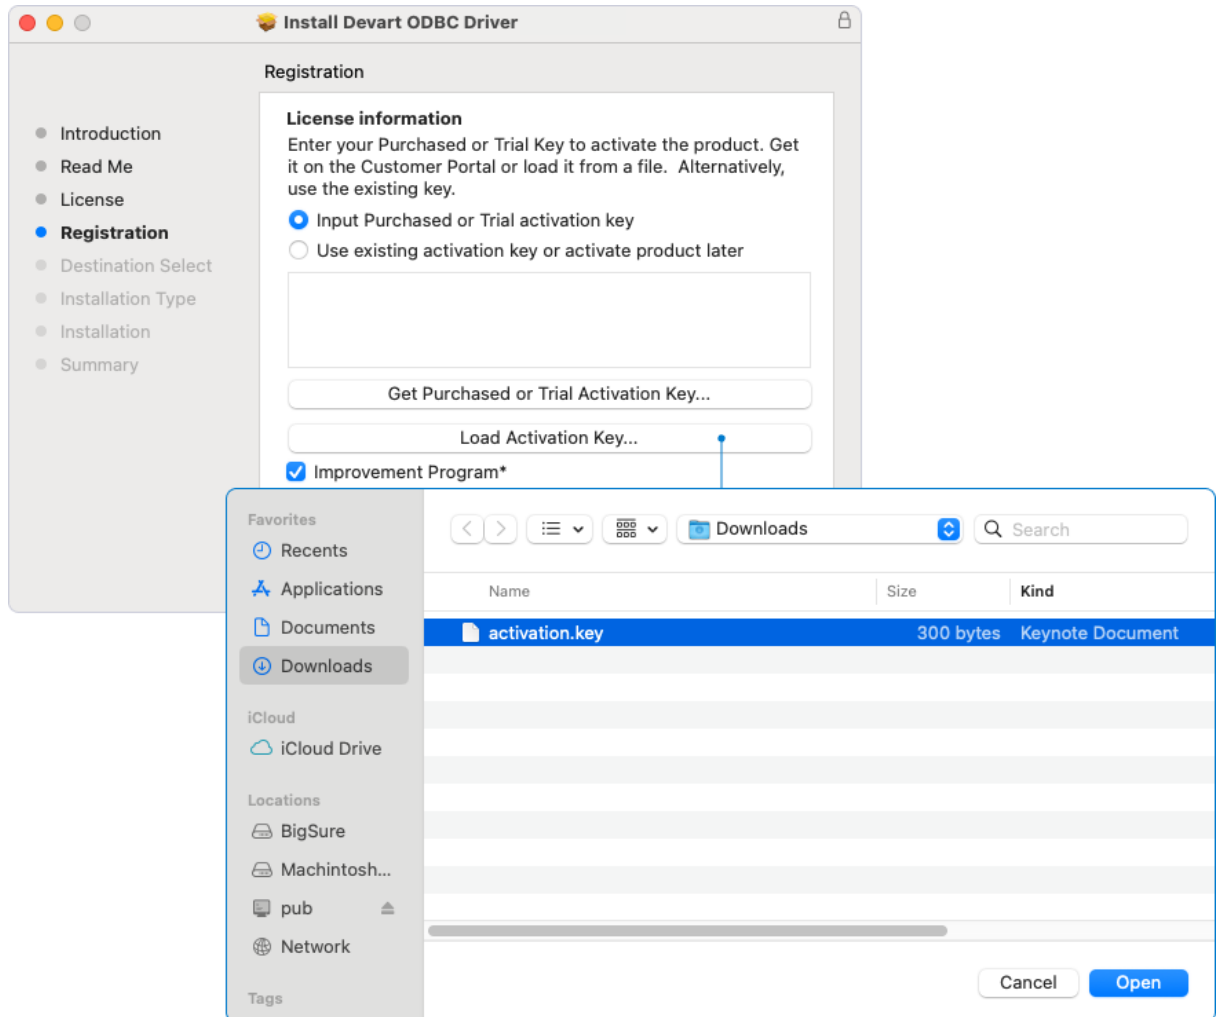 Install Devart ODBC Driver
Registration
Introduction
Read Me
License
Registration
Destination Select
Installation Type
Installation
Summary
License information
Enter your Purchased or Trial Key to activate the product. Get
it on the Customer Portal or load it from a file.  Alternatively,
use the existing key.
Input Purchased or Trial activation key
Use existing activation key or activate product later
Get Purchased or Trial Activation Key...
Load Activation Key...
Improvement Program*
Favorites
Recents
Applications
Documents
Downloads
iCloud
iCloud Drive
Locations
BigSure
Machintosh...
pub
Network
Tags
Downloads
Search
Name Size Kind
activation.key 300 bytes Keynote Document
Cancel Open